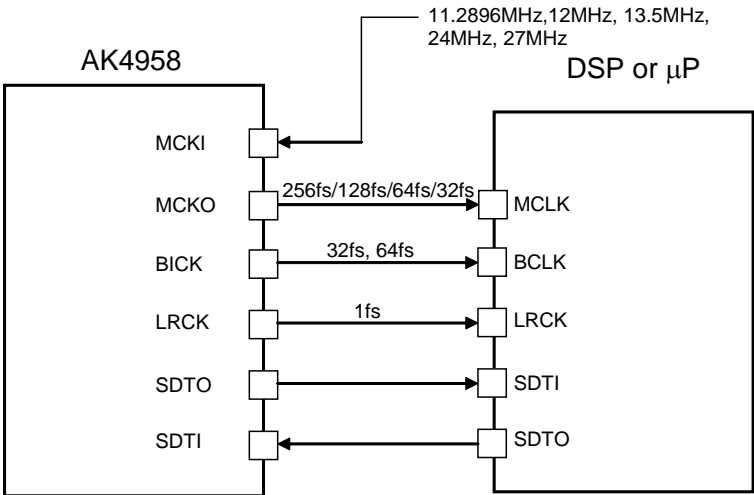 11.2896MHz,12MHz, 13.5MHz,
24MHz, 27MHz
AK4958
DSP or μP
MCKI
MCKO
256fs/128fs/64fs/32fs
MCLK
BICK
32fs, 64fs
BCLK
LRCK
1fs
LRCK
SDTO
SDTI
SDTI
SDTO